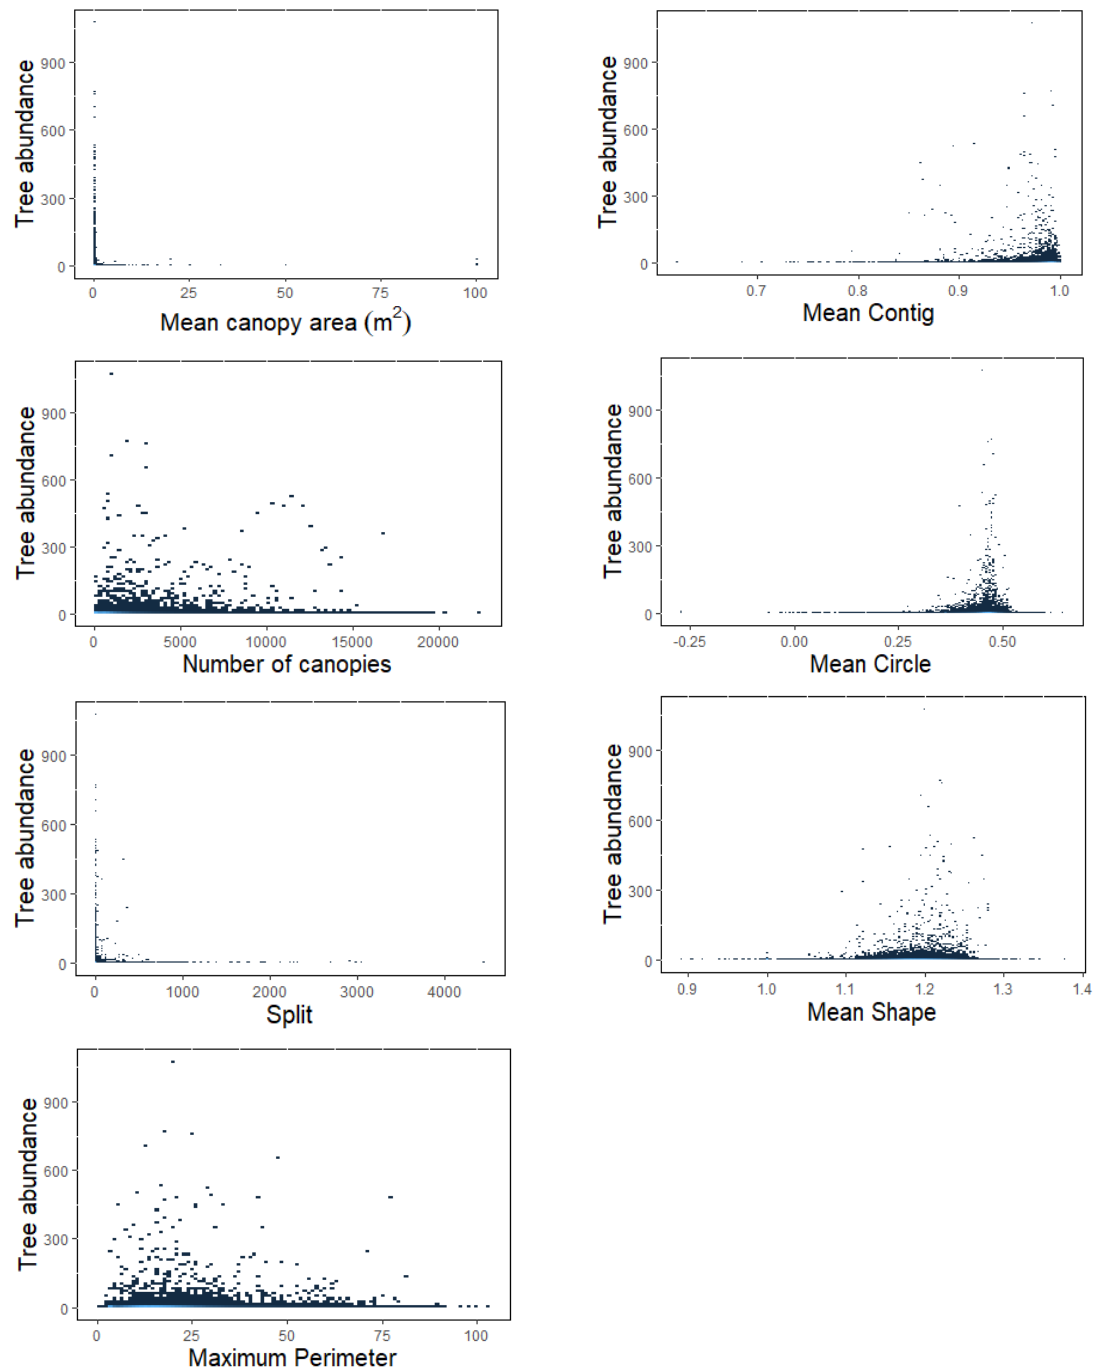 Tree abundance
900
600
300
0
0 25 50 75 100
Mean canopy area (m²)
Tree abundance
900
600
300
0
0.7 0.8 0.9 1.0
Mean Contig
Tree abundance
900
600
300
0
0 5000 10000 15000 20000
Number of canopies
Tree abundance
900
600
300
0
-0.25 0.00 0.25 0.50
Mean Circle
Tree abundance
900
600
300
0
0 1000 2000 3000 4000
Split
Tree abundance
900
600
300
0
0.9 1.0 1.1 1.2 1.3 1.4
Mean Shape
Tree abundance
900
600
300
0
0 25 50 75 100
Maximum Perimeter